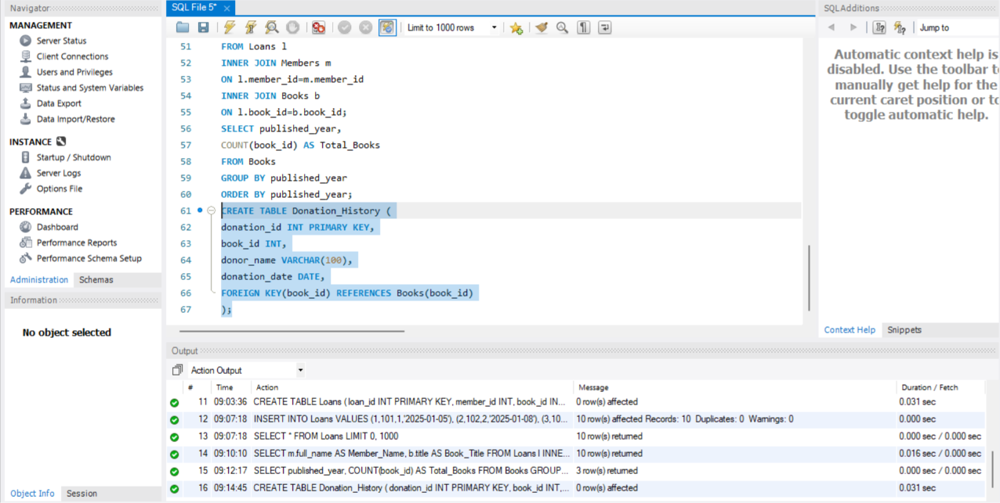 Navigator
MANAGEMENT
Server Status
Client Connections
Users and Privileges
Status and System Variables
Data Export
Data Import/Restore
INSTANCE
Startup / Shutdown
Server Logs
Options File
PERFORMANCE
Dashboard
Performance Reports
Performance Schema Setup
Administration Schemas
Information
No object selected
Object Info Session
SQL File 5*
Limit to 1000 rows
51 FROM Loans l
52 INNER JOIN Members m
53 ON l.member_id=m.member_id
54 INNER JOIN Books b
55 ON l.book_id=b.book_id;
56 SELECT published_year,
57 COUNT(book_id) AS Total_Books
58 FROM Books
59 GROUP BY published_year
60 ORDER BY published_year;
61 CREATE TABLE Donation_History (
62 donation_id INT PRIMARY KEY,
63 book_id INT,
64 donor_name VARCHAR(100),
65 donation_date DATE,
66 FOREIGN KEY(book_id) REFERENCES Books(book_id)
67 );
SQLAdditions
Jump to
Automatic context help is
disabled. Use the toolbar to
manually get help for the
current caret position or to
toggle automatic help.
Context Help Snippets
Output
Action Output
# Time Action Message Duration / Fetch
11 09:03:36 CREATE TABLE Loans ( loan_id INT PRIMARY KEY, member_id INT, book_id IN... 0 row(s) affected 0.031 sec
12 09:07:18 INSERT INTO Loans VALUES (1,101,1,'2025-01-05'), (2,102,2,'2025-01-08'), (3,10... 10 row(s) affected Records: 10 Duplicates: 0 Warnings: 0 0.000 sec
13 09:07:18 SELECT * FROM Loans LIMIT 0, 1000 10 row(s) returned 0.000 sec / 0.000 sec
14 09:10:10 SELECT m.full_name AS Member_Name, b.title AS Book_Title FROM Loans l INNE... 10 row(s) returned 0.016 sec / 0.000 sec
15 09:12:17 SELECT published_year, COUNT(book_id) AS Total_Books FROM Books GROUP... 3 row(s) returned 0.000 sec / 0.000 sec
16 09:14:45 CREATE TABLE Donation_History ( donation_id INT PRIMARY KEY, book_id INT,... 0 row(s) affected 0.031 sec